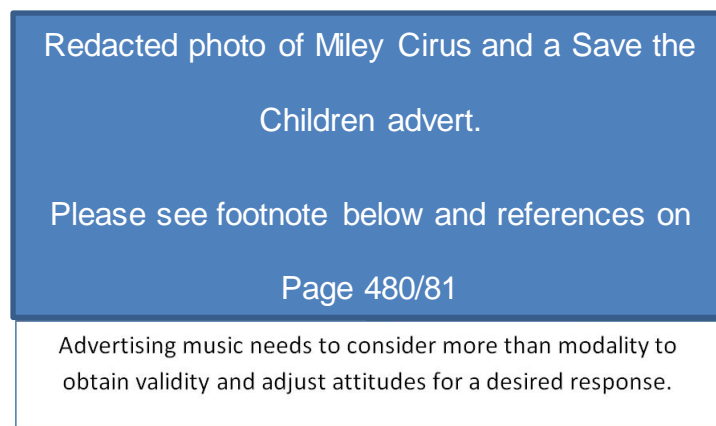 Redacted photo of Miley Cirus and a Save the
Children advert.
Please see footnote below and references on
Page 480/81
Advertising music needs to consider more than modality to
obtain validity and adjust attitudes for a desired response.